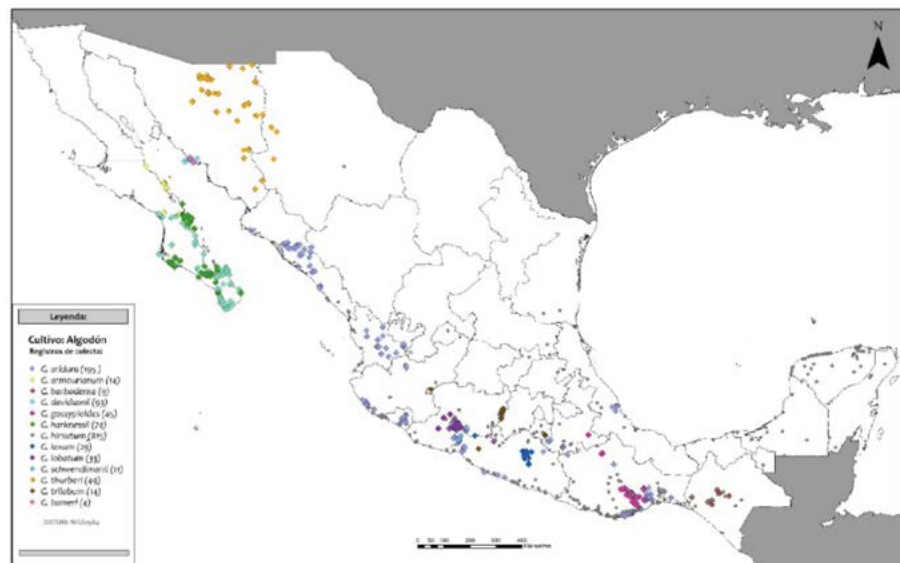 N
Leyenda:
Cultivo: Algodón
Registros de colecta:
G. aridum (195)
G. armourianum (14)
G. barbadense (9)
G. davidsonii (93)
G. gossypioides (45)
G. harknessii (74)
G. hirsutum (815)
G. laxum (29)
G. lobatum (33)
G. schwendimanii (11)
G. thurberi (49)
G. trilobum (14)
G. turneri (4)